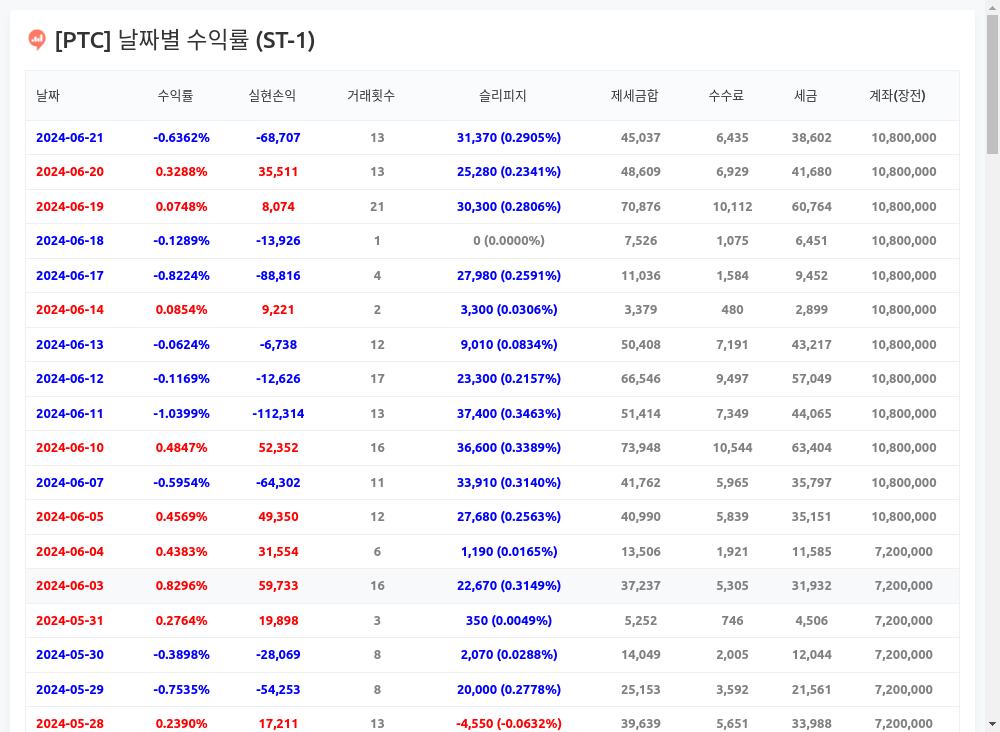 [PTC] 날짜별 수익률 (ST-1)
날짜 수익률 실현손익 거래횟수 슬리피지 제세금합 수수료 세금 계좌(장전)
2024-06-21 -0.6362% -68,707 13 31,370 (0.2905%) 45,037 6,435 38,602 10,800,000
2024-06-20 0.3288% 35,511 13 25,280 (0.2341%) 48,609 6,929 41,680 10,800,000
2024-06-19 0.0748% 8,074 21 30,300 (0.2806%) 70,876 10,112 60,764 10,800,000
2024-06-18 -0.1289% -13,926 1 0 (0.0000%) 7,526 1,075 6,451 10,800,000
2024-06-17 -0.8224% -88,816 4 27,980 (0.2591%) 11,036 1,584 9,452 10,800,000
2024-06-14 0.0854% 9,221 2 3,300 (0.0306%) 3,379 480 2,899 10,800,000
2024-06-13 -0.0624% -6,738 12 9,010 (0.0834%) 50,408 7,191 43,217 10,800,000
2024-06-12 -0.1169% -12,626 17 23,300 (0.2157%) 66,546 9,497 57,049 10,800,000
2024-06-11 -1.0399% -112,314 13 37,400 (0.3463%) 51,414 7,349 44,065 10,800,000
2024-06-10 0.4847% 52,352 16 36,600 (0.3389%) 73,948 10,544 63,404 10,800,000
2024-06-07 -0.5954% -64,302 11 33,910 (0.3140%) 41,762 5,965 35,797 10,800,000
2024-06-05 0.4569% 49,350 12 27,680 (0.2563%) 40,990 5,839 35,151 10,800,000
2024-06-04 0.4383% 31,554 6 1,190 (0.0165%) 13,506 1,921 11,585 7,200,000
2024-06-03 0.8296% 59,733 16 22,670 (0.3149%) 37,237 5,305 31,932 7,200,000
2024-05-31 0.2764% 19,898 3 350 (0.0049%) 5,252 746 4,506 7,200,000
2024-05-30 -0.3898% -28,069 8 2,070 (0.0288%) 14,049 2,005 12,044 7,200,000
2024-05-29 -0.7535% -54,253 8 20,000 (0.2778%) 25,153 3,592 21,561 7,200,000
2024-05-28 0.2390% 17,211 13 -4,550 (-0.0632%) 39,639 5,651 33,988 7,200,000